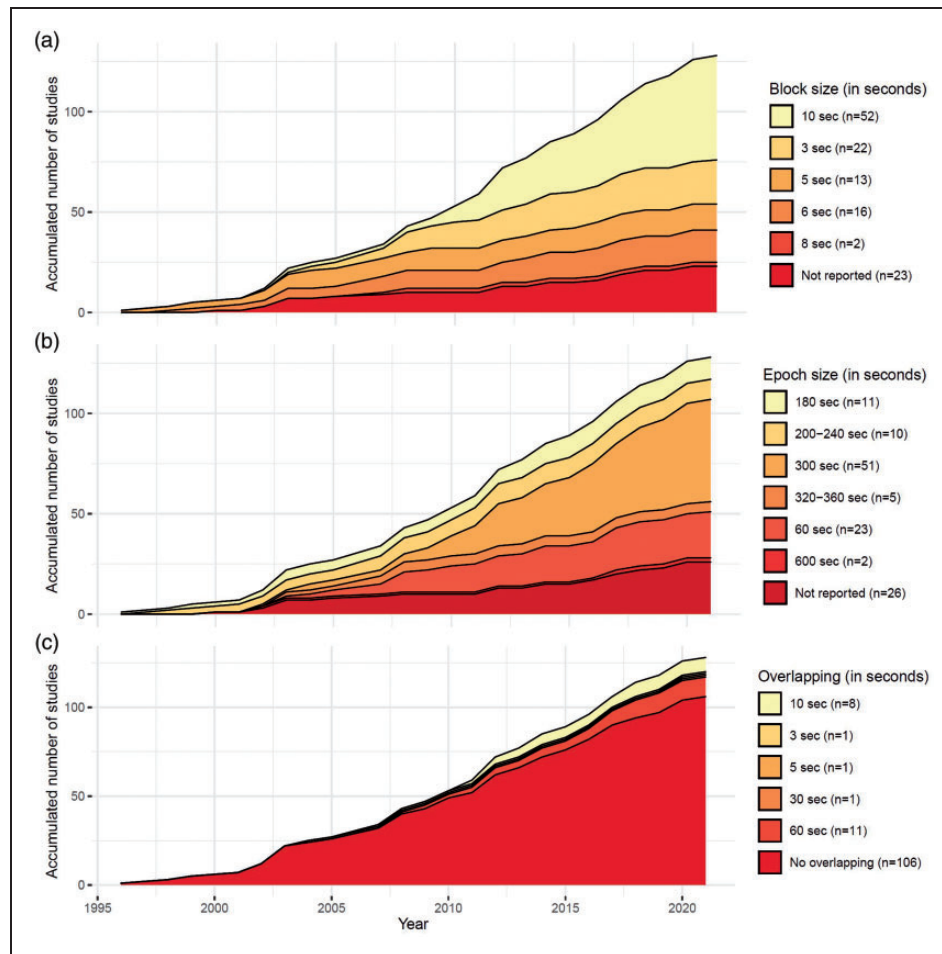 (a)
Accumulated number of studies
100
50
0
Block size (in seconds)
10 sec (n=52)
3 sec (n=22)
5 sec (n=13)
6 sec (n=16)
8 sec (n=2)
Not reported (n=23)
(b)
Accumulated number of studies
100
50
0
Epoch size (in seconds)
180 sec (n=11)
200−240 sec (n=10)
300 sec (n=51)
320−360 sec (n=5)
60 sec (n=23)
600 sec (n=2)
Not reported (n=26)
(c)
Accumulated number of studies
100
50
0
Overlapping (in seconds)
10 sec (n=8)
3 sec (n=1)
5 sec (n=1)
30 sec (n=1)
60 sec (n=11)
No overlapping (n=106)
1995 2000 2005 2010 2015 2020
Year